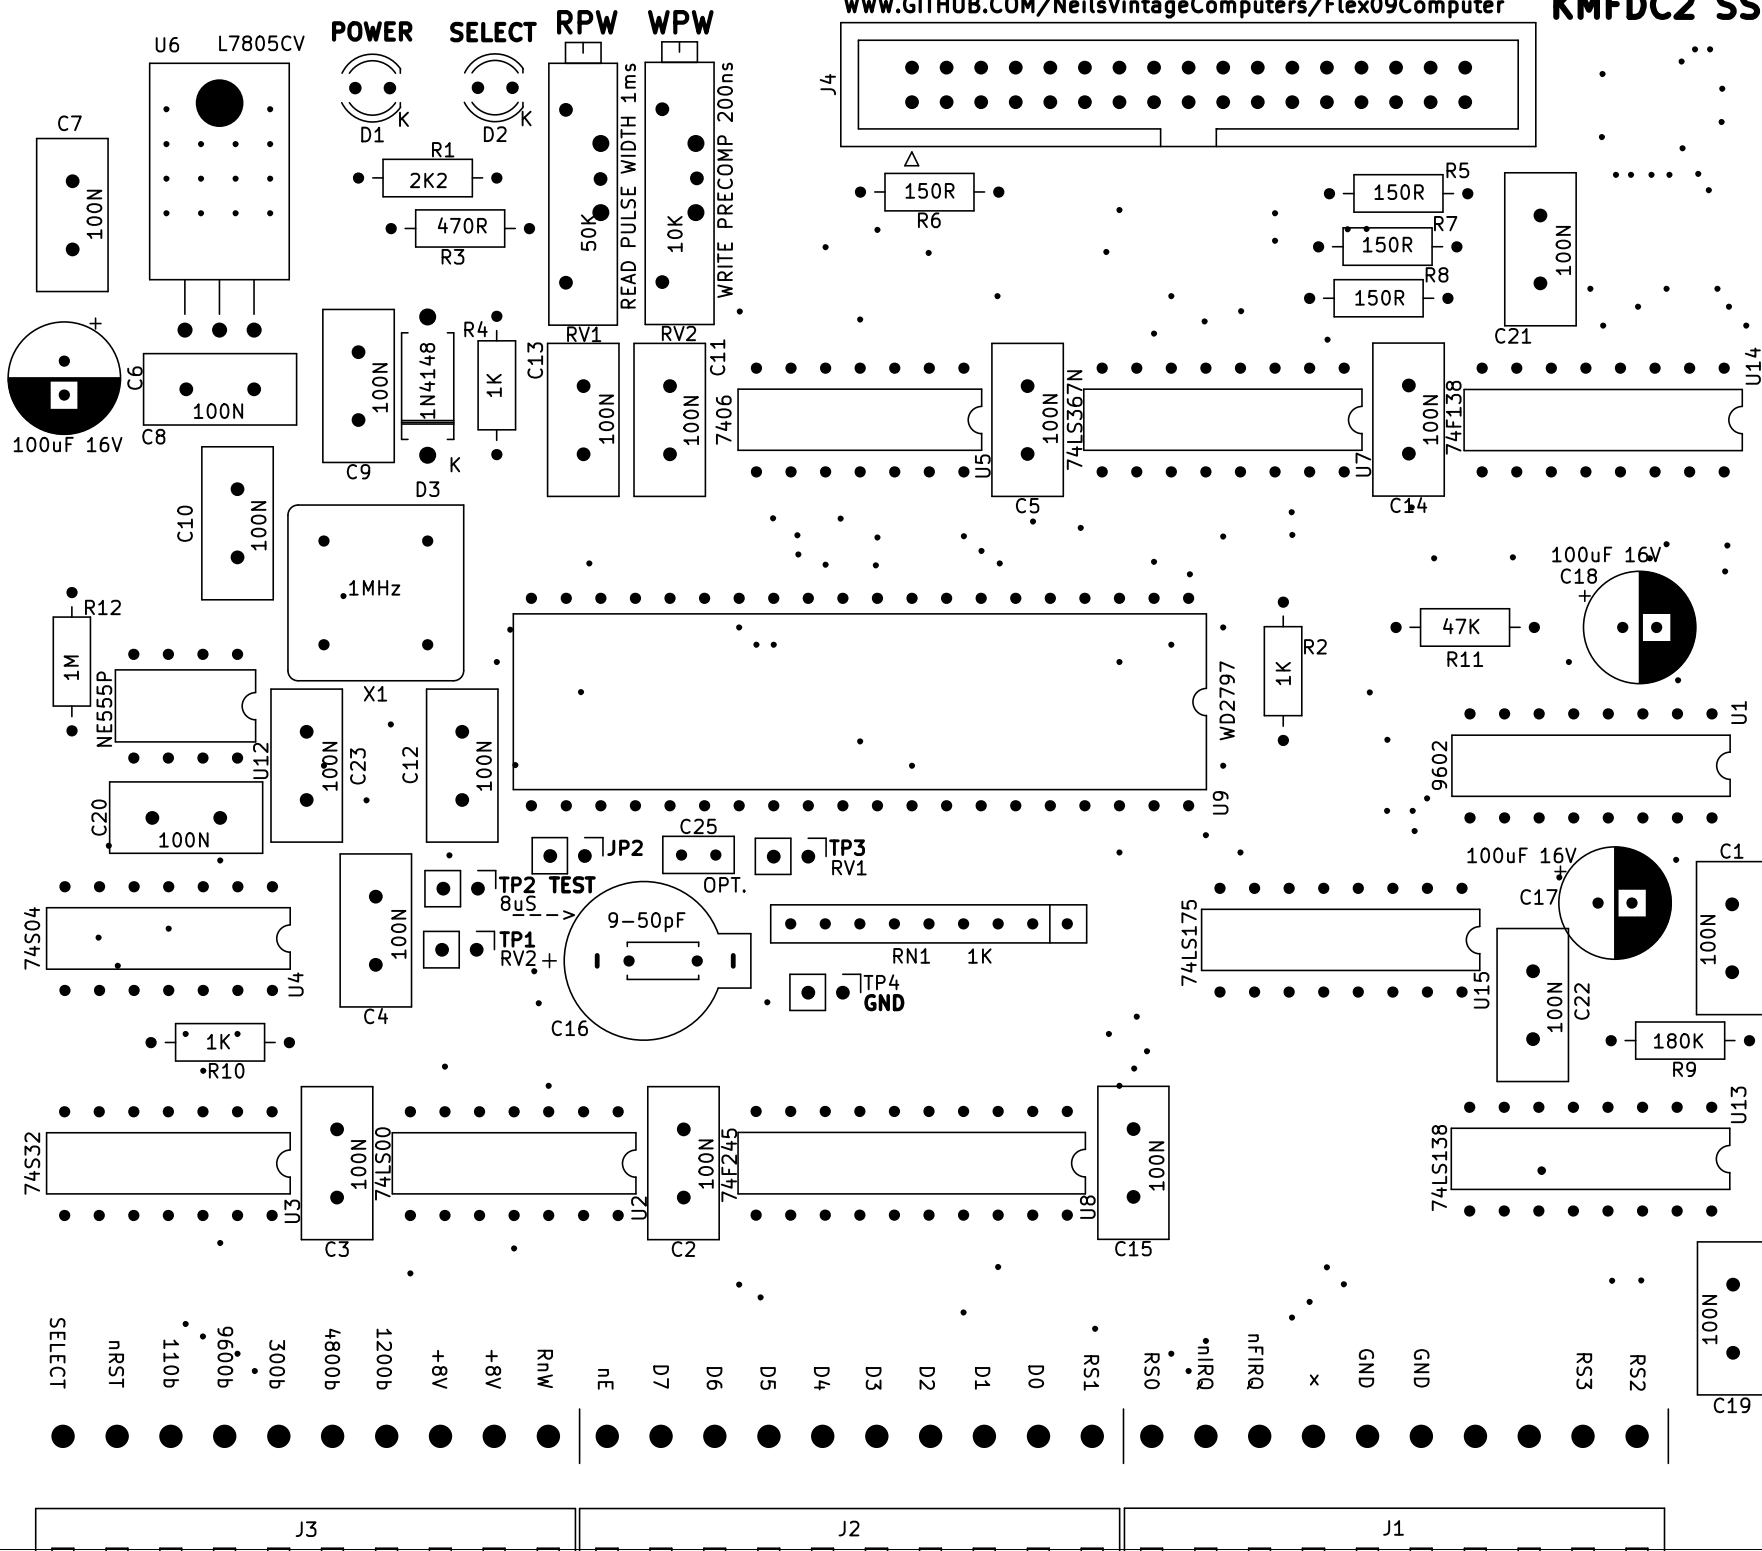 WWW.GITHUB.COM/NeilsVintageComputers/Flex09Computer
KMFDC2 SS
U6 L7805CV
POWER
SELECT
RPW
WPW
J4
C7
100N
D1
K
D2
K
R1
2K2
470R
R3
50K
READ PULSE WIDTH 1ms
10K
WRITE PRECOMP 200ns
150R
R6
R5
150R
R7
150R
R8
150R
100N
C21
+
C6
100uF 16V
100N
C8
100N
C9
1N4148
K
D3
R4
1K
C13
RV1
100N
RV2
C11
100N
7406
U5
100N
C5
74LS367N
U7
100N
C14
74F138
U14
C10
100N
1MHz
X1
R12
1M
NE555P
U12
100N
C23
C12
100N
WD2797
U9
R2
1K
47K
R11
100uF 16V
C18
+
U1
9602
C20
100N
JP2
TEST
C25
OPT.
TP3
RV1
TP2
8uS
---->
TP1
RV2
9-50pF
+
C16
RN1 1K
TP4
GND
74S04
U4
100N
C4
74LS175
U15
100uF 16V
+
C17
100N
C22
C1
100N
180K
R9
1K
R10
74S32
U3
100N
C3
74LS00
U2
100N
C2
74F245
U8
100N
C15
74LS138
U13
100N
C19
SELECT
nRST
110b
9600b
300b
4800b
1200b
+8V
+8V
RnW
nE
D7
D6
D5
D4
D3
D2
D1
D0
RS1
RS0
nIRQ
nFIRQ
x
GND
GND
RS3
RS2
J3
J2
J1